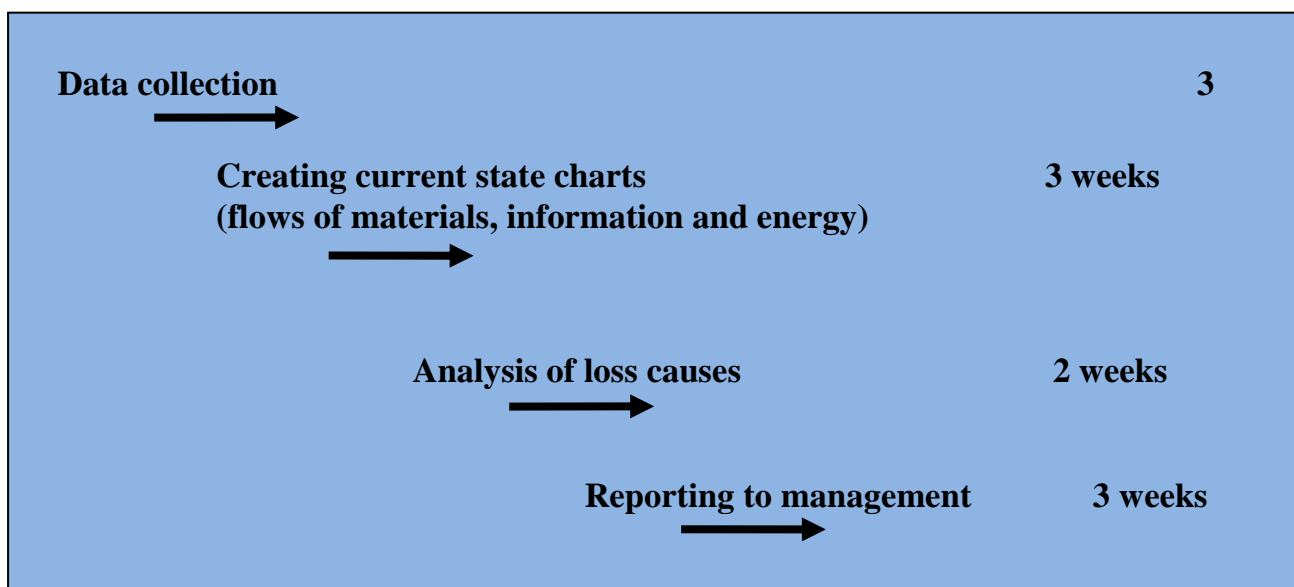 Data collection 3
Creating current state charts 3 weeks
(flows of materials, information and energy)
Analysis of loss causes 2 weeks
Reporting to management 3 weeks